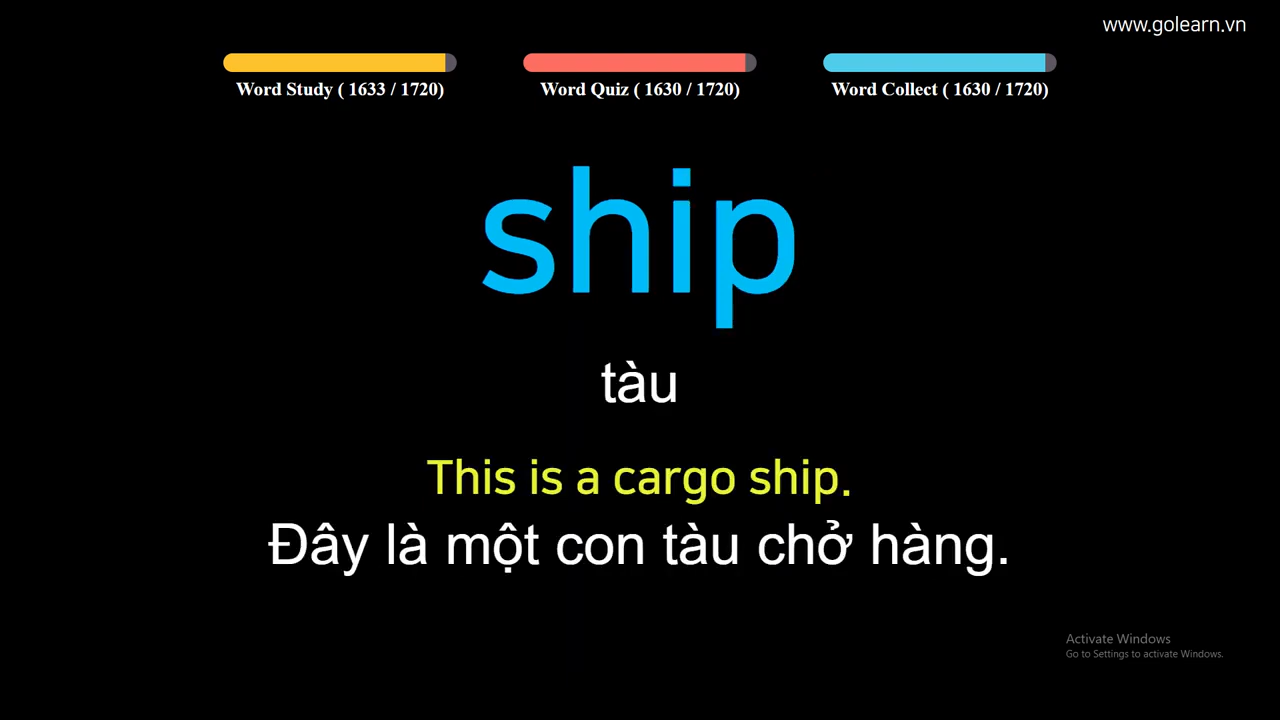 www.golearn.vn
Word Study ( 1633 / 1720)
Word Quiz ( 1630 / 1720)
Word Collect ( 1630 / 1720)
ship
tàu
This is a cargo ship.
Đây là một con tàu chở hàng.
Activate Windows
Go to Settings to activate Windows.